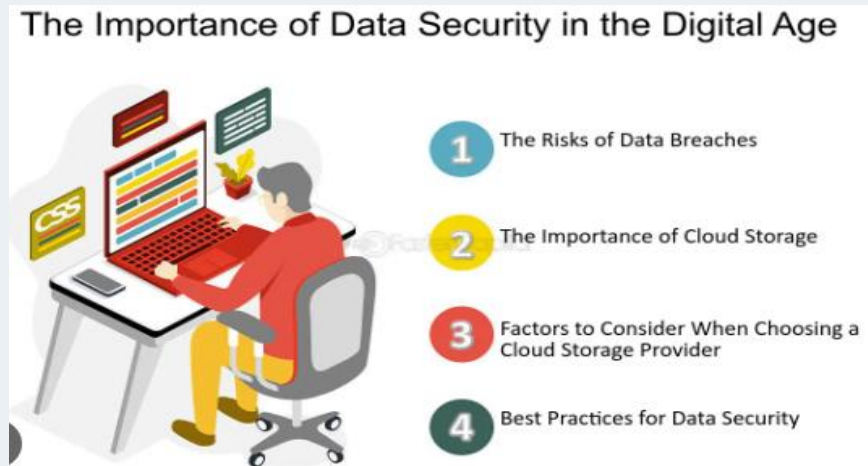 The Importance of Data Security in the Digital Age
CSS
1
The Risks of Data Breaches
2
The Importance of Cloud Storage
3
Factors to Consider When Choosing a
Cloud Storage Provider
4
Best Practices for Data Security